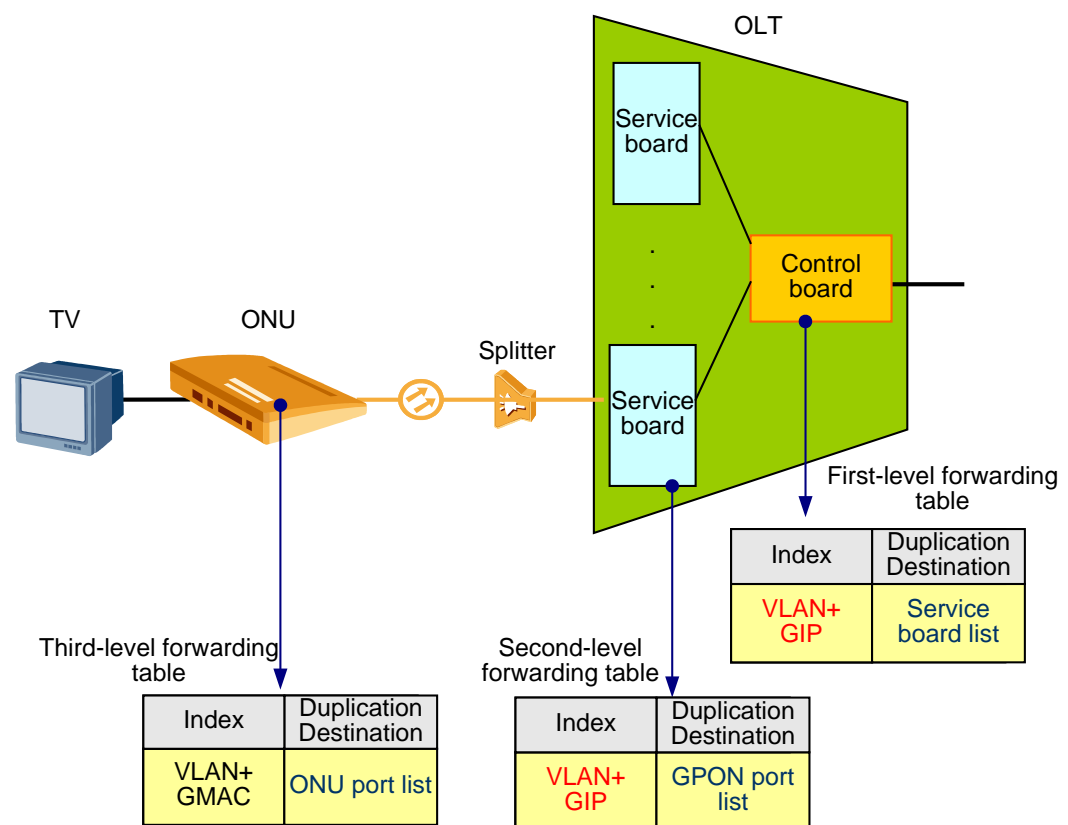 OLT
Service
board
.
.
.
Control
board
TV
ONU
Splitter
Service
board
First-level forwarding
table
Index
Duplication
Destination
VLAN+
GIP
Service
board list
Third-level forwarding
table
Index
Duplication
Destination
VLAN+
GMAC
ONU port list
Second-level
forwarding table
Index
Duplication
Destination
VLAN+
GIP
GPON port
list